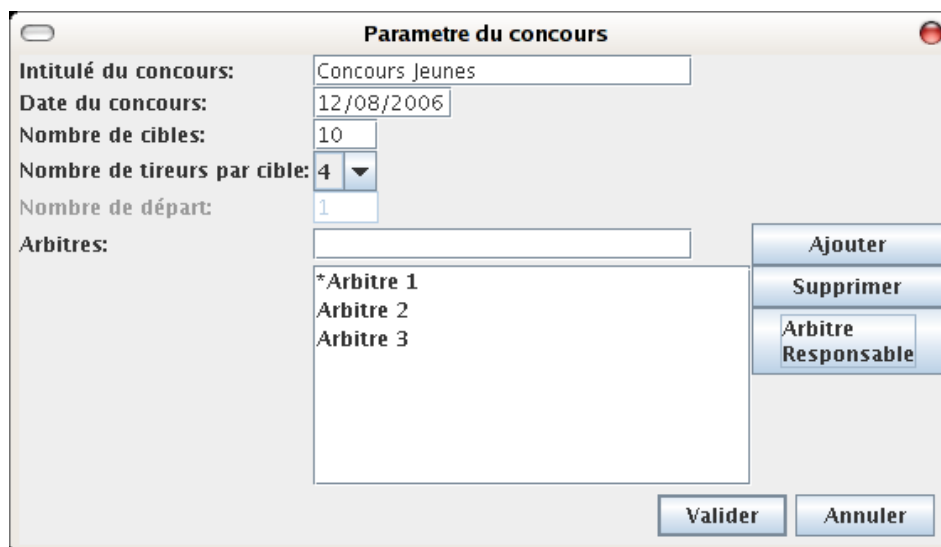 Parametre du concours
Intitulé du concours: Concours Jeunes
Date du concours: 12/08/2006
Nombre de cibles: 10
Nombre de tireurs par cible: 4
Nombre de départ: 1
Arbitres: Ajouter
*Arbitre 1 Supprimer
Arbitre 2
Arbitre 3
Arbitre
Responsable
Valider Annuler